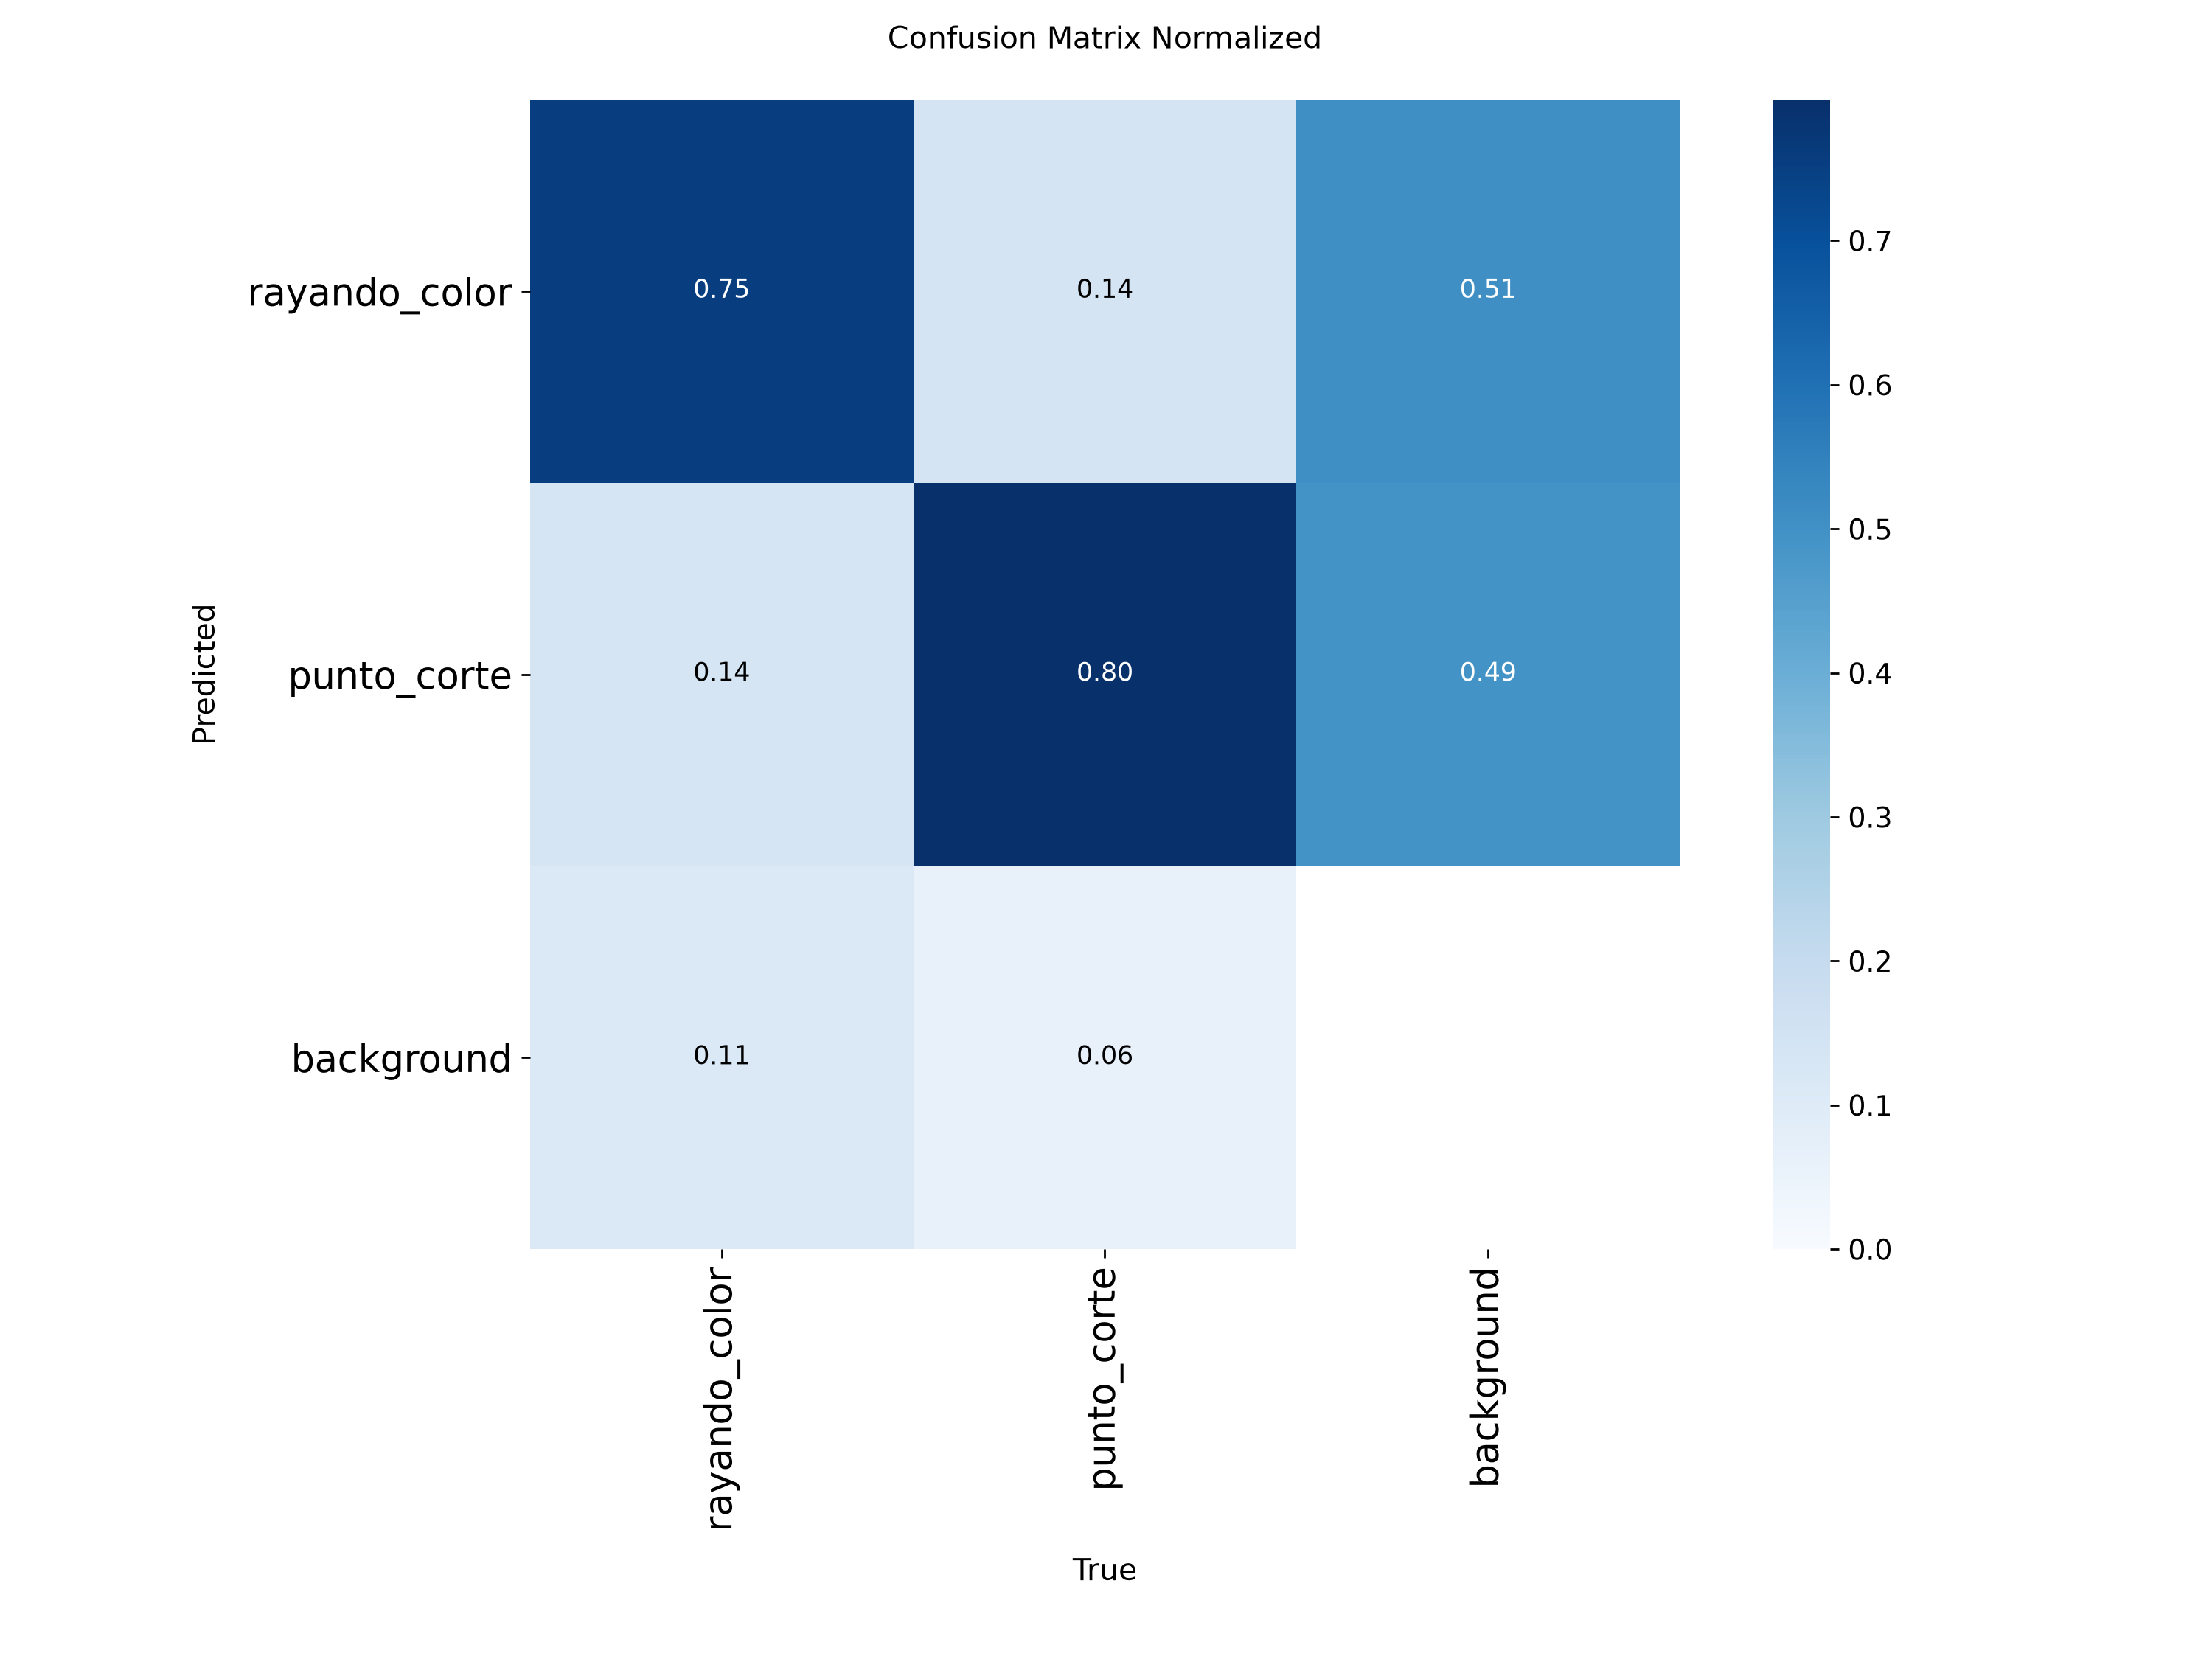 Confusion Matrix Normalized
rayando_color
0.75
0.14
0.51
punto_corte
0.14
0.80
0.49
background
0.11
0.06
Predicted
rayando_color
punto_corte
background
True
0.7
0.6
0.5
0.4
0.3
0.2
0.1
0.0